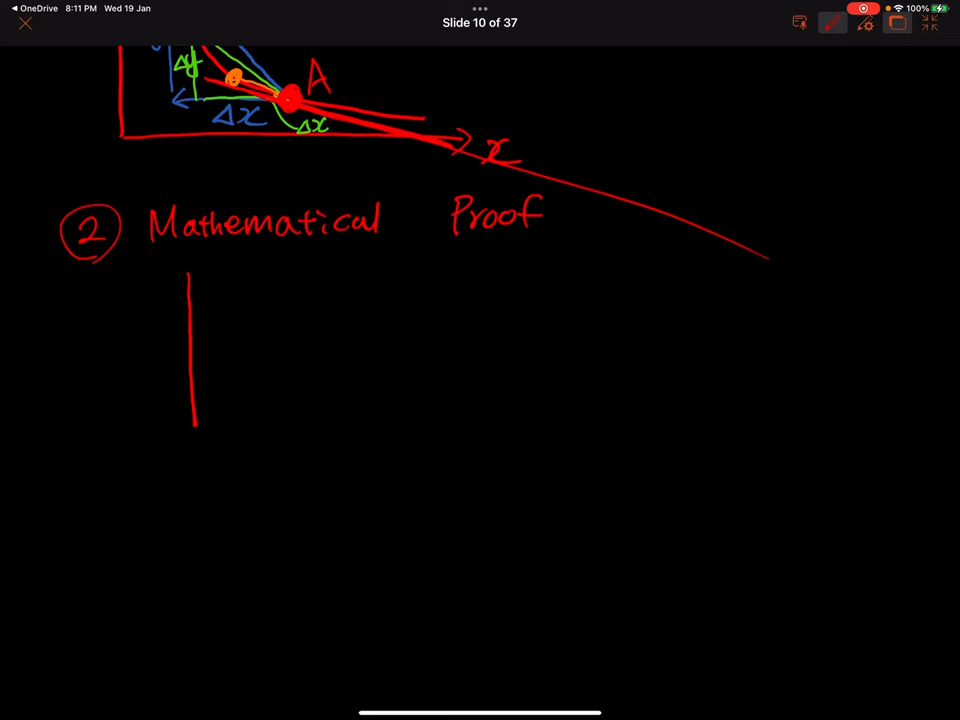 OneDrive 8:11 PM Wed 19 Jan 100%
Slide 10 of 37
Δy A
Δx Δx
x
2 Mathematical Proof